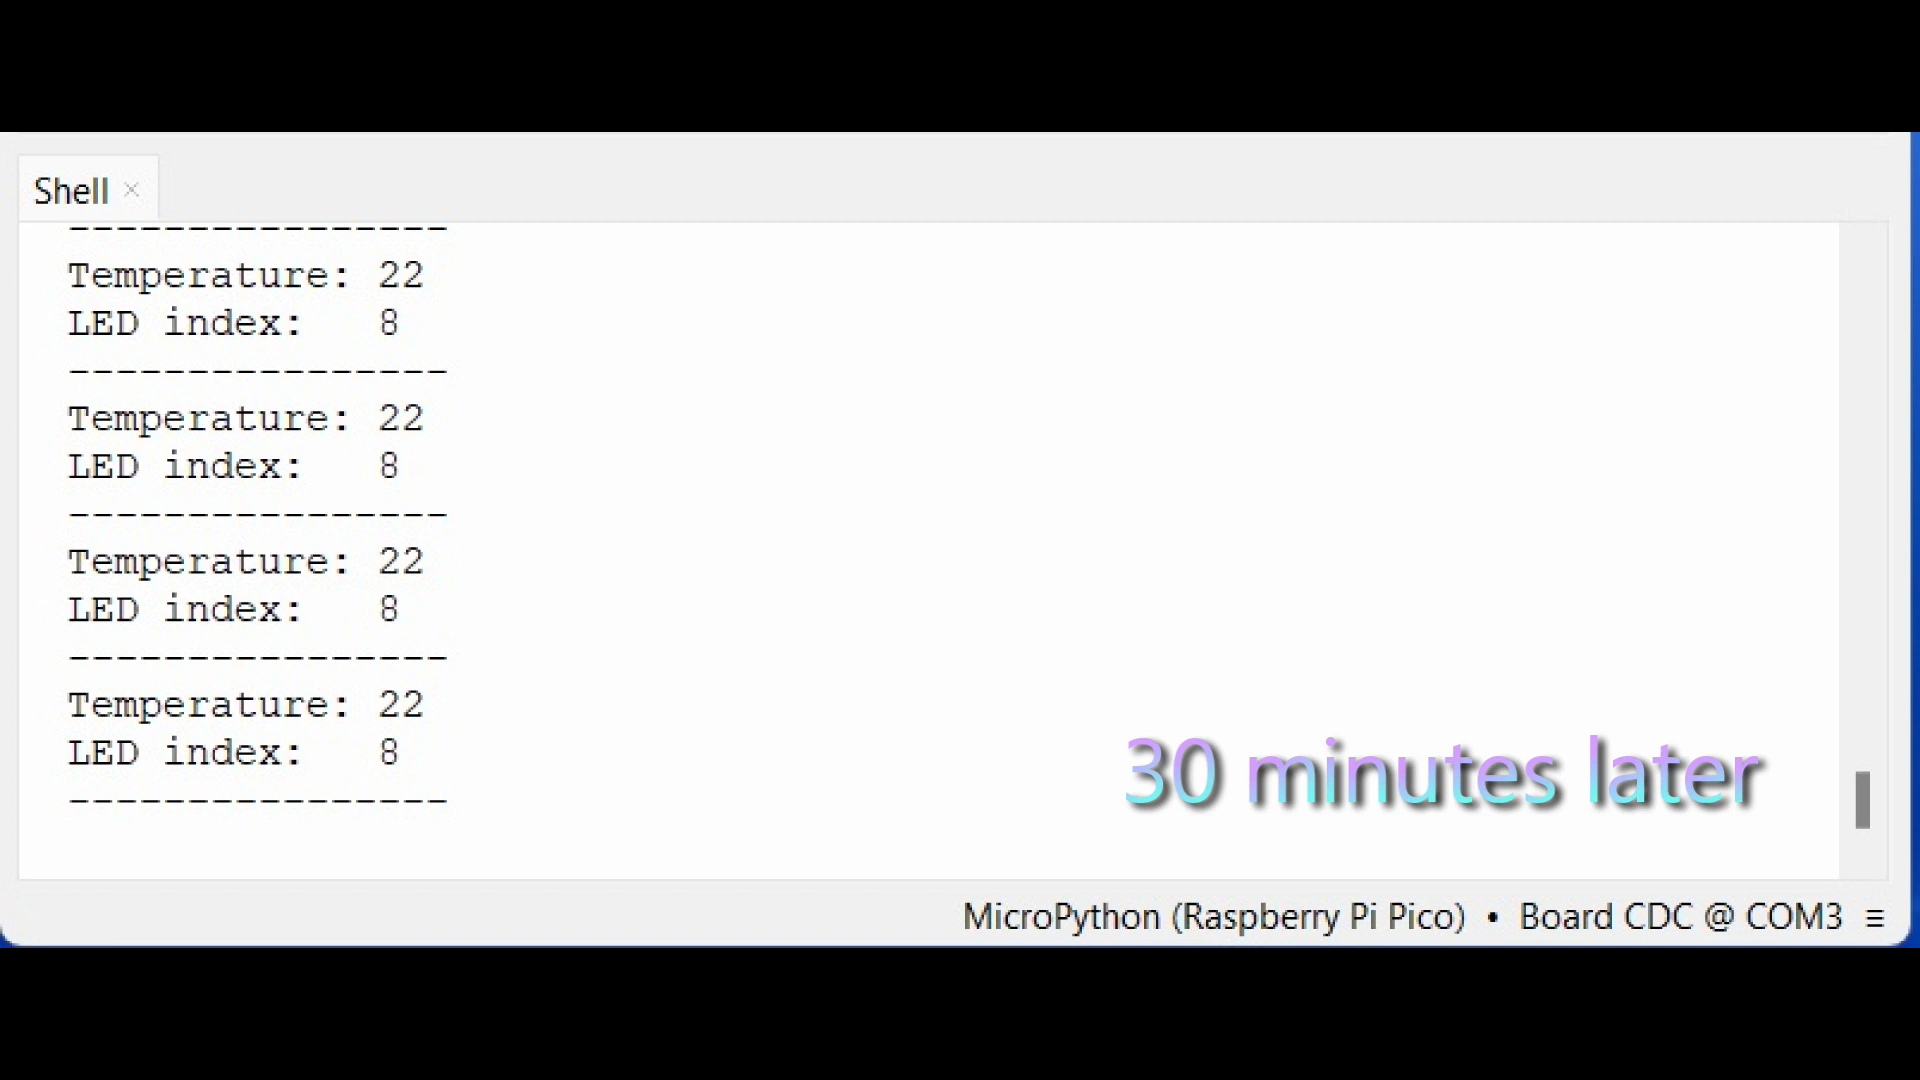 Shell ×
----------------
Temperature: 22
LED index:   8
----------------
Temperature: 22
LED index:   8
----------------
Temperature: 22
LED index:   8
----------------
Temperature: 22
LED index:   8
----------------
30 minutes later
MicroPython (Raspberry Pi Pico) • Board CDC @ COM3 ≡